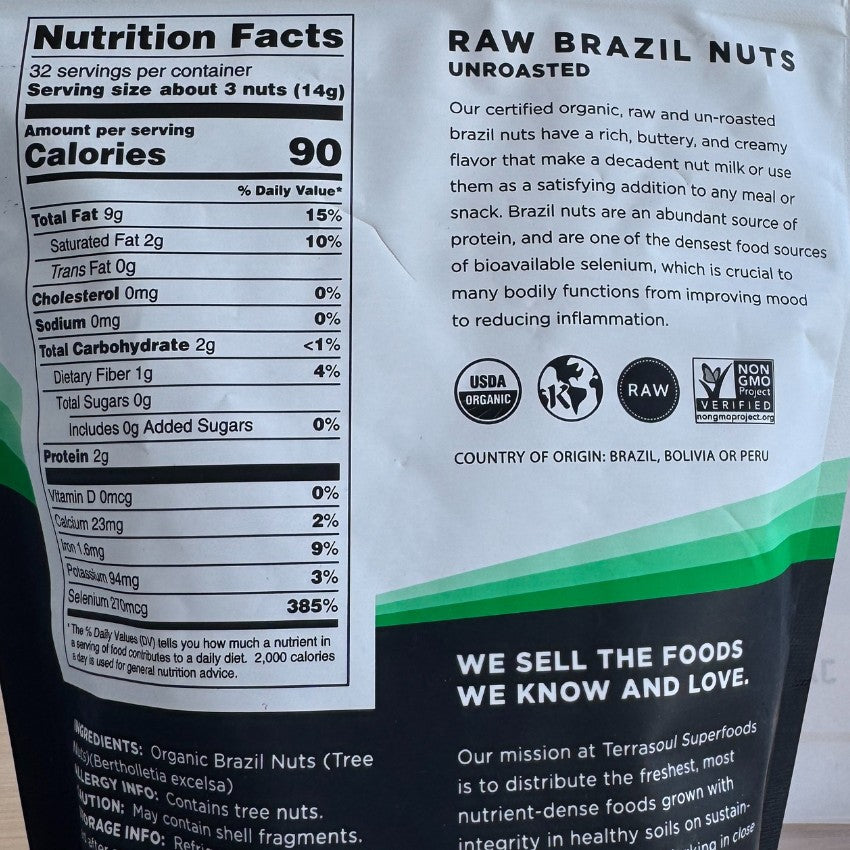 Nutrition Facts
32 servings per container
Serving size about 3 nuts (14g)
Amount per serving
Calories 90
% Daily Value*
Total Fat 9g 15%
Saturated Fat 2g 10%
Trans Fat 0g
Cholesterol 0mg 0%
Sodium 0mg 0%
Total Carbohydrate 2g <1%
Dietary Fiber 1g 4%
Total Sugars 0g
Includes 0g Added Sugars 0%
Protein 2g
Vitamin D 0mcg 0%
Calcium 23mg 2%
Iron 1.6mg 9%
Potassium 94mg 3%
Selenium 270mcg 385%
*The % Daily Values (DV) tells you how much a nutrient in
a serving of food contributes to a daily diet. 2,000 calories
a day is used for general nutrition advice.
INGREDIENTS: Organic Brazil Nuts (Tree
Nuts)(Bertholletia excelsa)
ALLERGY INFO: Contains tree nuts.
CAUTION: May contain shell fragments.
RAW BRAZIL NUTS
UNROASTED
Our certified organic, raw and un-roasted
brazil nuts have a rich, buttery, and creamy
flavor that make a decadent nut milk or use
them as a satisfying addition to any meal or
snack. Brazil nuts are an abundant source of
protein, and are one of the densest food sources
of bioavailable selenium, which is crucial to
many bodily functions from improving mood
to reducing inflammation.
USDA
ORGANIC
K
RAW
NON
GMO
Project
VERIFIED
nongmoproject.org
COUNTRY OF ORIGIN: BRAZIL, BOLIVIA OR PERU
WE SELL THE FOODS
WE KNOW AND LOVE.
Our mission at Terrasoul Superfoods
is to distribute the freshest, most
nutrient-dense foods grown with
integrity in healthy soils on sustain-
in close